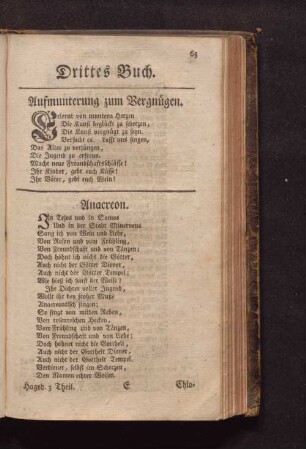 65
Drittes Buch.
Aufmunterung zum Vergnügen.
Erlernt von muntern Herzen
Die Kunst beglückt zu scherzen,
Die Kunst vergnügt zu seyn.
Versucht es. Lasst uns singen,
Das Alter zu verjüngen,
Die Jugend zu erfreun.
Macht neue Freundschaftsschlüsse!
Ihr Kinder, gebt euch Küsse!
Ihr Väter, gebt euch Wein!
Anacreon.
In Tejos und in Samos
Und in der Stadt Minervens
Sang ich von Wein und Liebe,
Von Rosen und vom Frühling,
Von Freundschaft und von Tänzen;
Doch höhnt ich nicht die Götter,
Auch nicht der Götter Diener,
Auch nicht der Götter Tempel;
Wie hieß ich sonst der Weise?
Ihr Dichter voller Jugend,
Wollt ihr bey froher Muße
Anacreontisch singen;
So singt von milden Reben,
Von rosenreichen Hecken,
Vom Frühling und von Tänzen,
Von Freundschaft und von Liebe;
Doch höhnet nicht die Gottheit,
Auch nicht der Gottheit Diener,
Auch nicht der Gottheit Tempel.
Verdienet, selbst im Scherzen,
Den Namen echter Weisen.
Haged. 3 Theil. E Chlo-